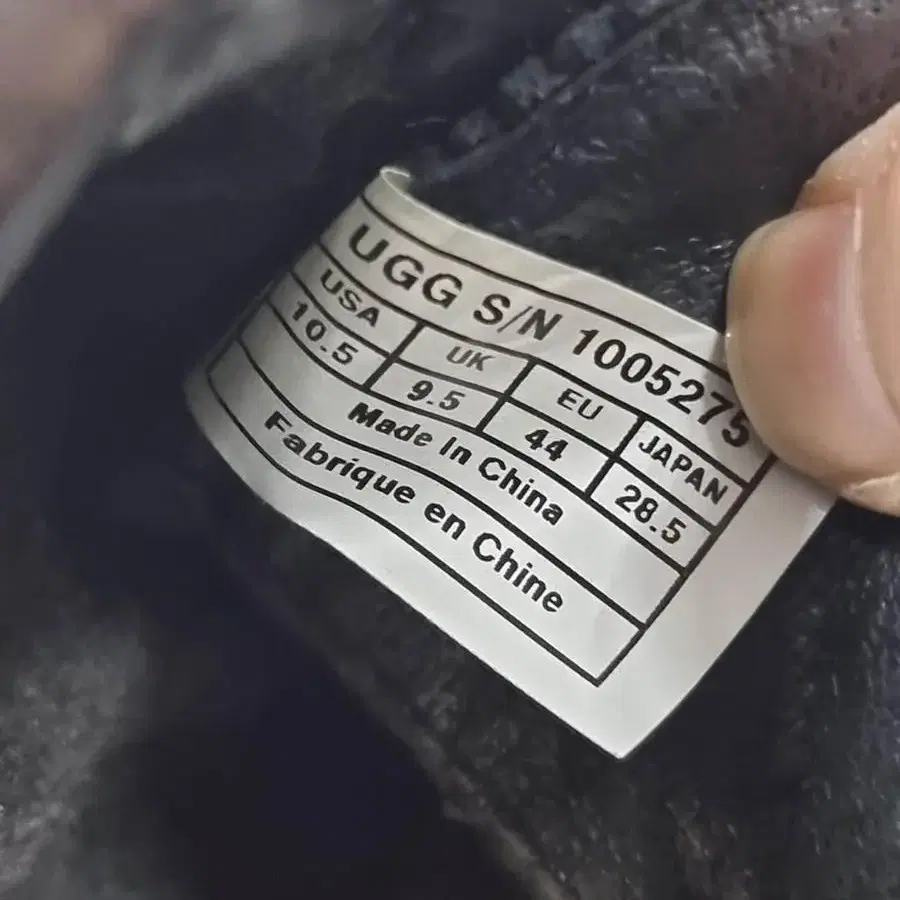 UGG S/N 1005275
USA UK EU JAPAN
10.5 9.5 44 28.5
Made In China
Fabrique en Chine